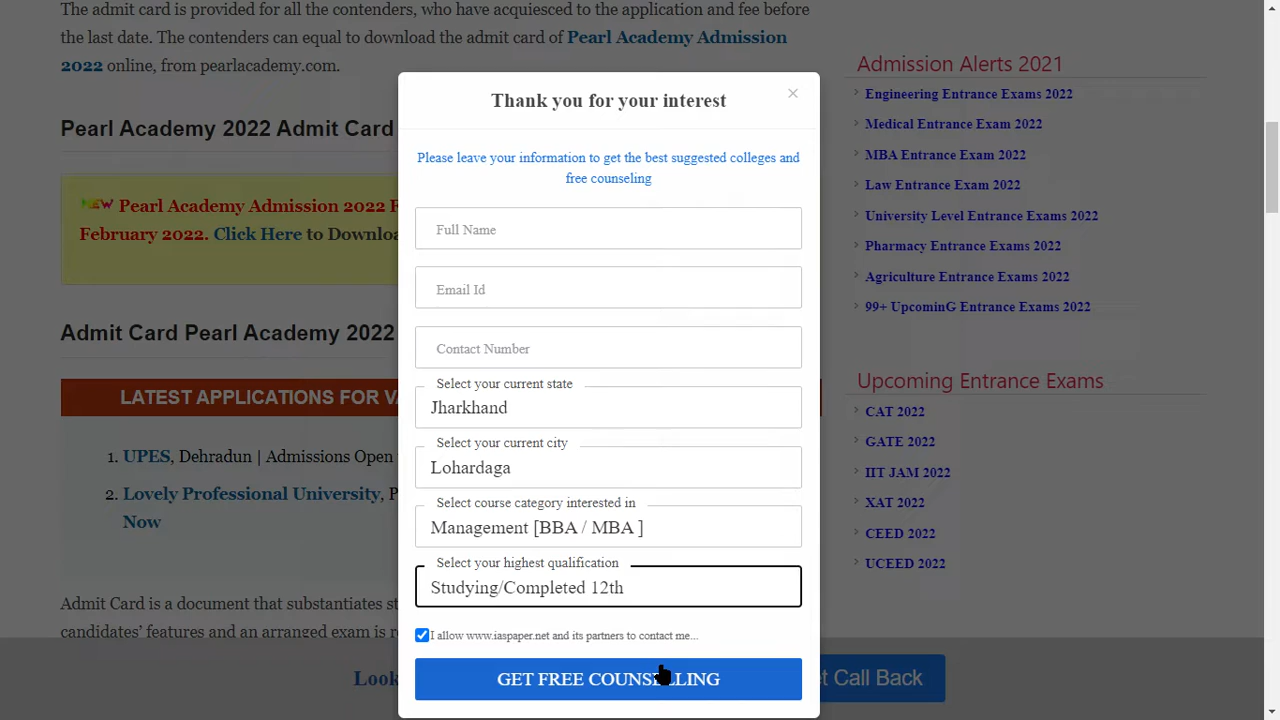 The admit card is provided for all the contenders, who have acquiesced to the application and fee before
the last date. The contenders can equal to download the admit card of Pearl Academy Admission
2022 online, from pearlacademy.com.
Pearl Academy 2022 Admit Card
NEW Pearl Academy Admission 2022
February 2022. Click Here to
Admit Card Pearl Academy 2022
LATEST APPLICATIONS FOR
1. UPES, Dehradun | Admissions Open
2. Lovely Professional University,
Now
Admit Card is a document that substantiates
candidates' features and an arranged exam is
Thank you for your interest
×
Please leave your information to get the best suggested colleges and
free counseling
Full Name
Email Id
Contact Number
Select your current state
Jharkhand
Select your current city
Lohardaga
Select course category interested in
Management [BBA / MBA ]
Select your highest qualification
Studying/Completed 12th
I allow www.iaspaper.net and its partners to contact me...
GET FREE COUNSELLING
Call Back
Admission Alerts 2021
Engineering Entrance Exams 2022
Medical Entrance Exam 2022
MBA Entrance Exam 2022
Law Entrance Exam 2022
University Level Entrance Exams 2022
Pharmacy Entrance Exams 2022
Agriculture Entrance Exams 2022
99+ UpcominG Entrance Exams 2022
Upcoming Entrance Exams
CAT 2022
GATE 2022
IIT JAM 2022
XAT 2022
CEED 2022
UCEED 2022